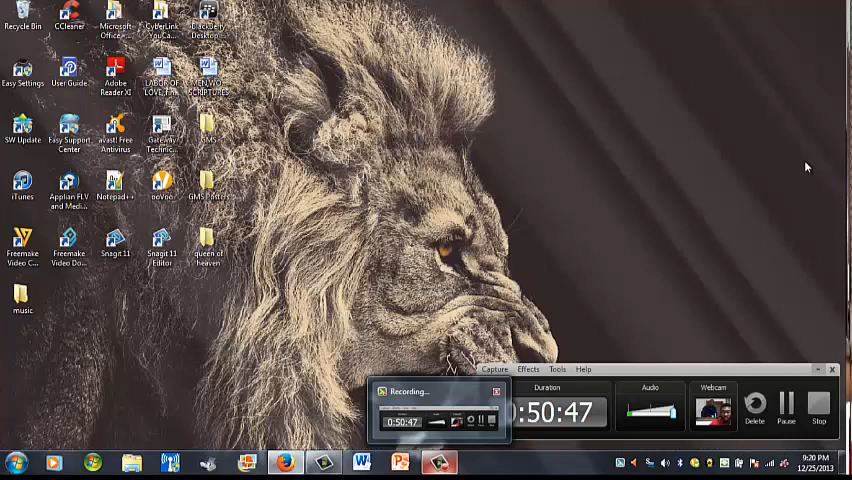 Recycle Bin
CCleaner
Microsoft
Office ...
CyberLink
YouCa...
BlackBerry
Desktop ...
Easy Settings
User Guide
Adobe
Reader XI
LABOR OF
LOVE_fin...
MEN_WO...
SCRIPTURES
SW Update
Easy Support
Center
avast! Free
Antivirus
Gateway
Technic...
GMS
iTunes
Applian FLV
and Medi...
Notepad++
ooVoo
GMS Posters
Freemake
Video C...
Freemake
Video Do...
Snagit 11
Snagit 11
Editor
queen of
heaven
music
Capture Effects Tools Help
Recording...
0:50:47
Duration
0:50:47
Audio
Webcam
Delete
Pause
Stop
9:20 PM
12/25/2013